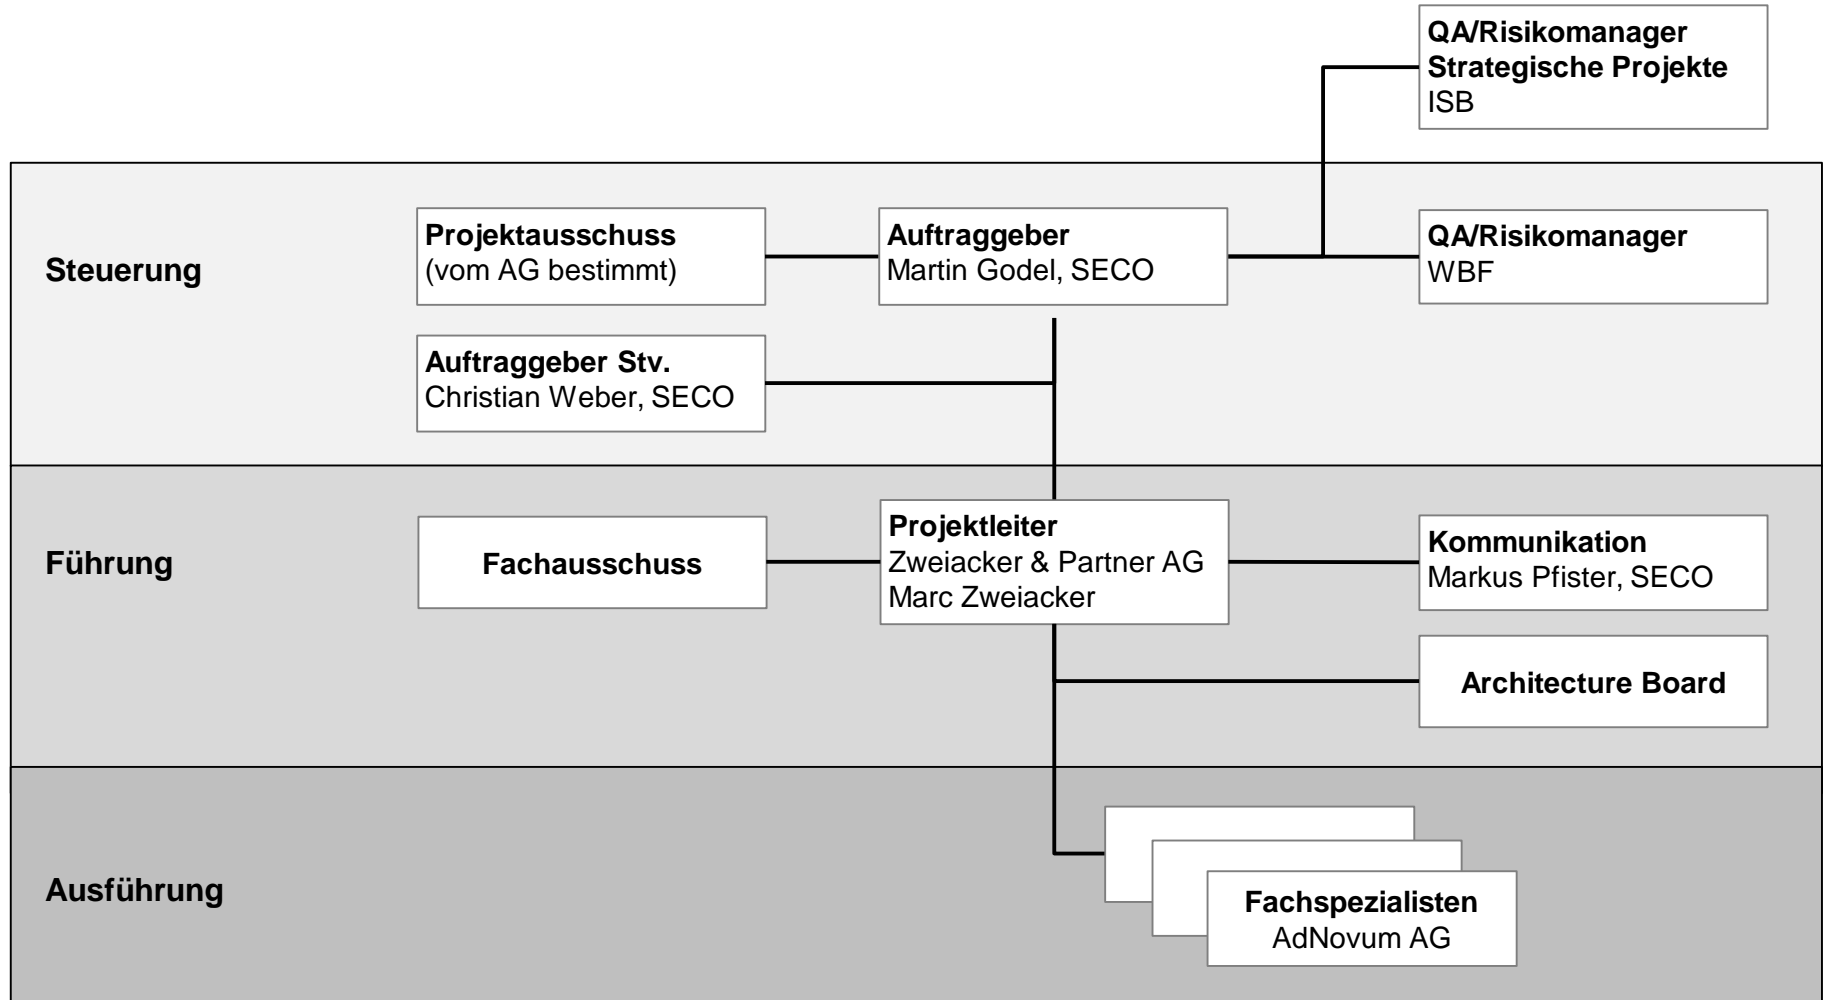 QA/Risikomanager
Strategische Projekte
ISB
Steuerung
Projektausschuss
(vom AG bestimmt)
Auftraggeber
Martin Godel, SECO
QA/Risikomanager
WBF
Auftraggeber Stv.
Christian Weber, SECO
Führung
Fachausschuss
Projektleiter
Zweiacker & Partner AG
Marc Zweiacker
Kommunikation
Markus Pfister, SECO
Architecture Board
Ausführung
Fachspezialisten
AdNovum AG